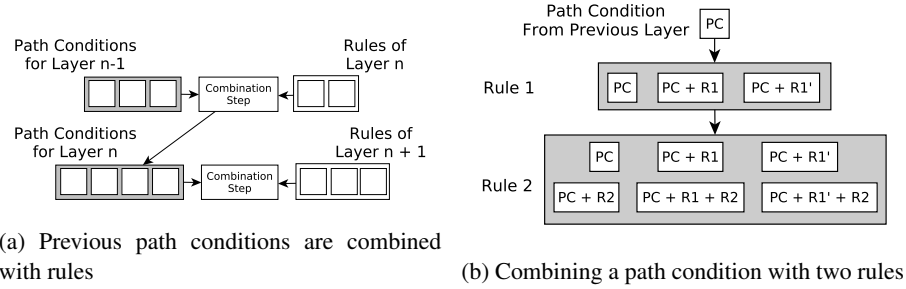 Path Conditions
for Layer n-1
Combination
Step
Rules of
Layer n
Path Conditions
for Layer n
Combination
Step
Rules of
Layer n + 1
(a) Previous path conditions are combined
with rules
Path Condition
From Previous Layer
PC
Rule 1
PC
PC + R1
PC + R1'
Rule 2
PC
PC + R1
PC + R1'
PC + R2
PC + R1 + R2
PC + R1' + R2
(b) Combining a path condition with two rules